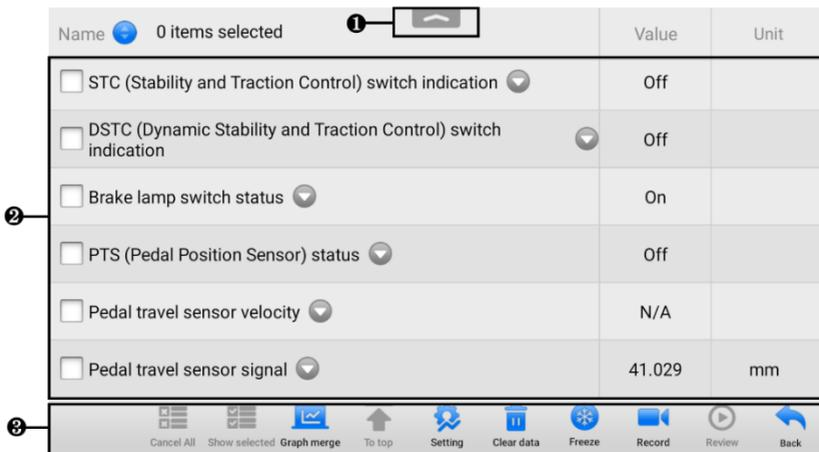 Name 0 items selected ❶ Value Unit
STC (Stability and Traction Control) switch indication Off
DSTC (Dynamic Stability and Traction Control) switch
indication Off
❷
Brake lamp switch status On
PTS (Pedal Position Sensor) status Off
Pedal travel sensor velocity N/A
Pedal travel sensor signal 41.029 mm
❸
Cancel All Show selected Graph merge To top Setting Clear data Freeze Record Review Back